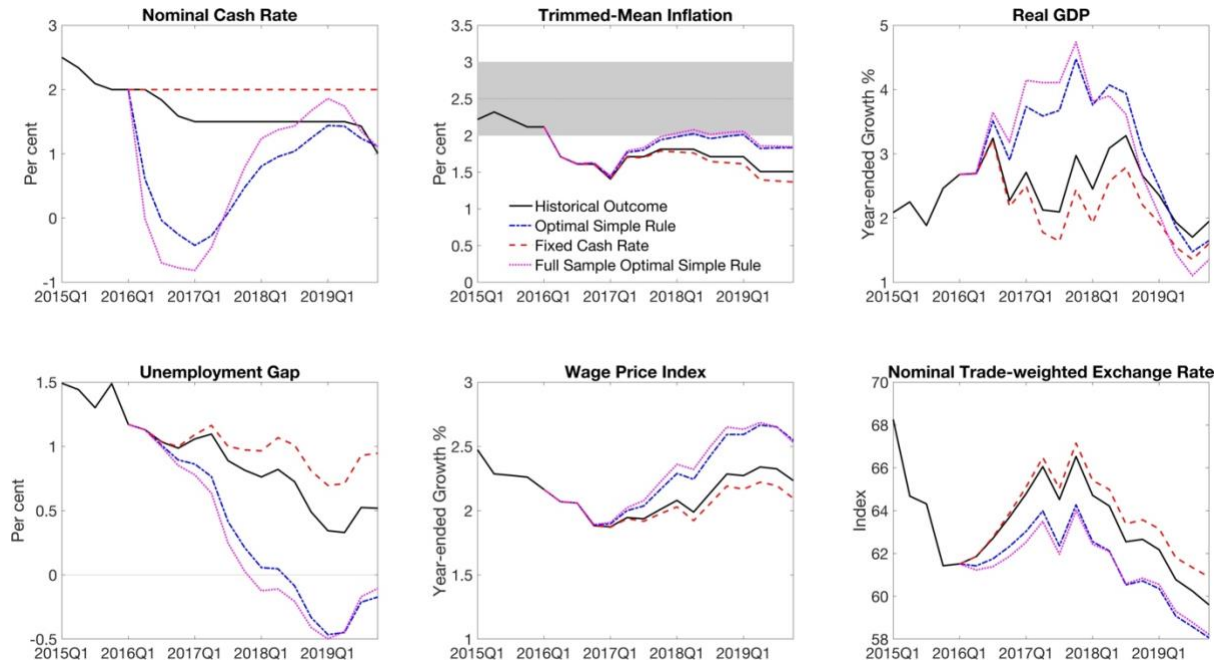 Nominal Cash Rate
Per cent
3
2
1
0
-1
2015Q1 2016Q1 2017Q1 2018Q1 2019Q1
Trimmed-Mean Inflation
Per cent
3.5
3
2.5
2
1.5
1
0.5
0
Historical Outcome
Optimal Simple Rule
Fixed Cash Rate
Full Sample Optimal Simple Rule
2015Q1 2016Q1 2017Q1 2018Q1 2019Q1
Real GDP
Year-ended Growth %
5
4
3
2
1
2015Q1 2016Q1 2017Q1 2018Q1 2019Q1
Unemployment Gap
Per cent
1.5
1
0.5
0
-0.5
2015Q1 2016Q1 2017Q1 2018Q1 2019Q1
Wage Price Index
Year-ended Growth %
3
2.5
2
1.5
1
2015Q1 2016Q1 2017Q1 2018Q1 2019Q1
Nominal Trade-weighted Exchange Rate
Index
70
68
66
64
62
60
58
2015Q1 2016Q1 2017Q1 2018Q1 2019Q1